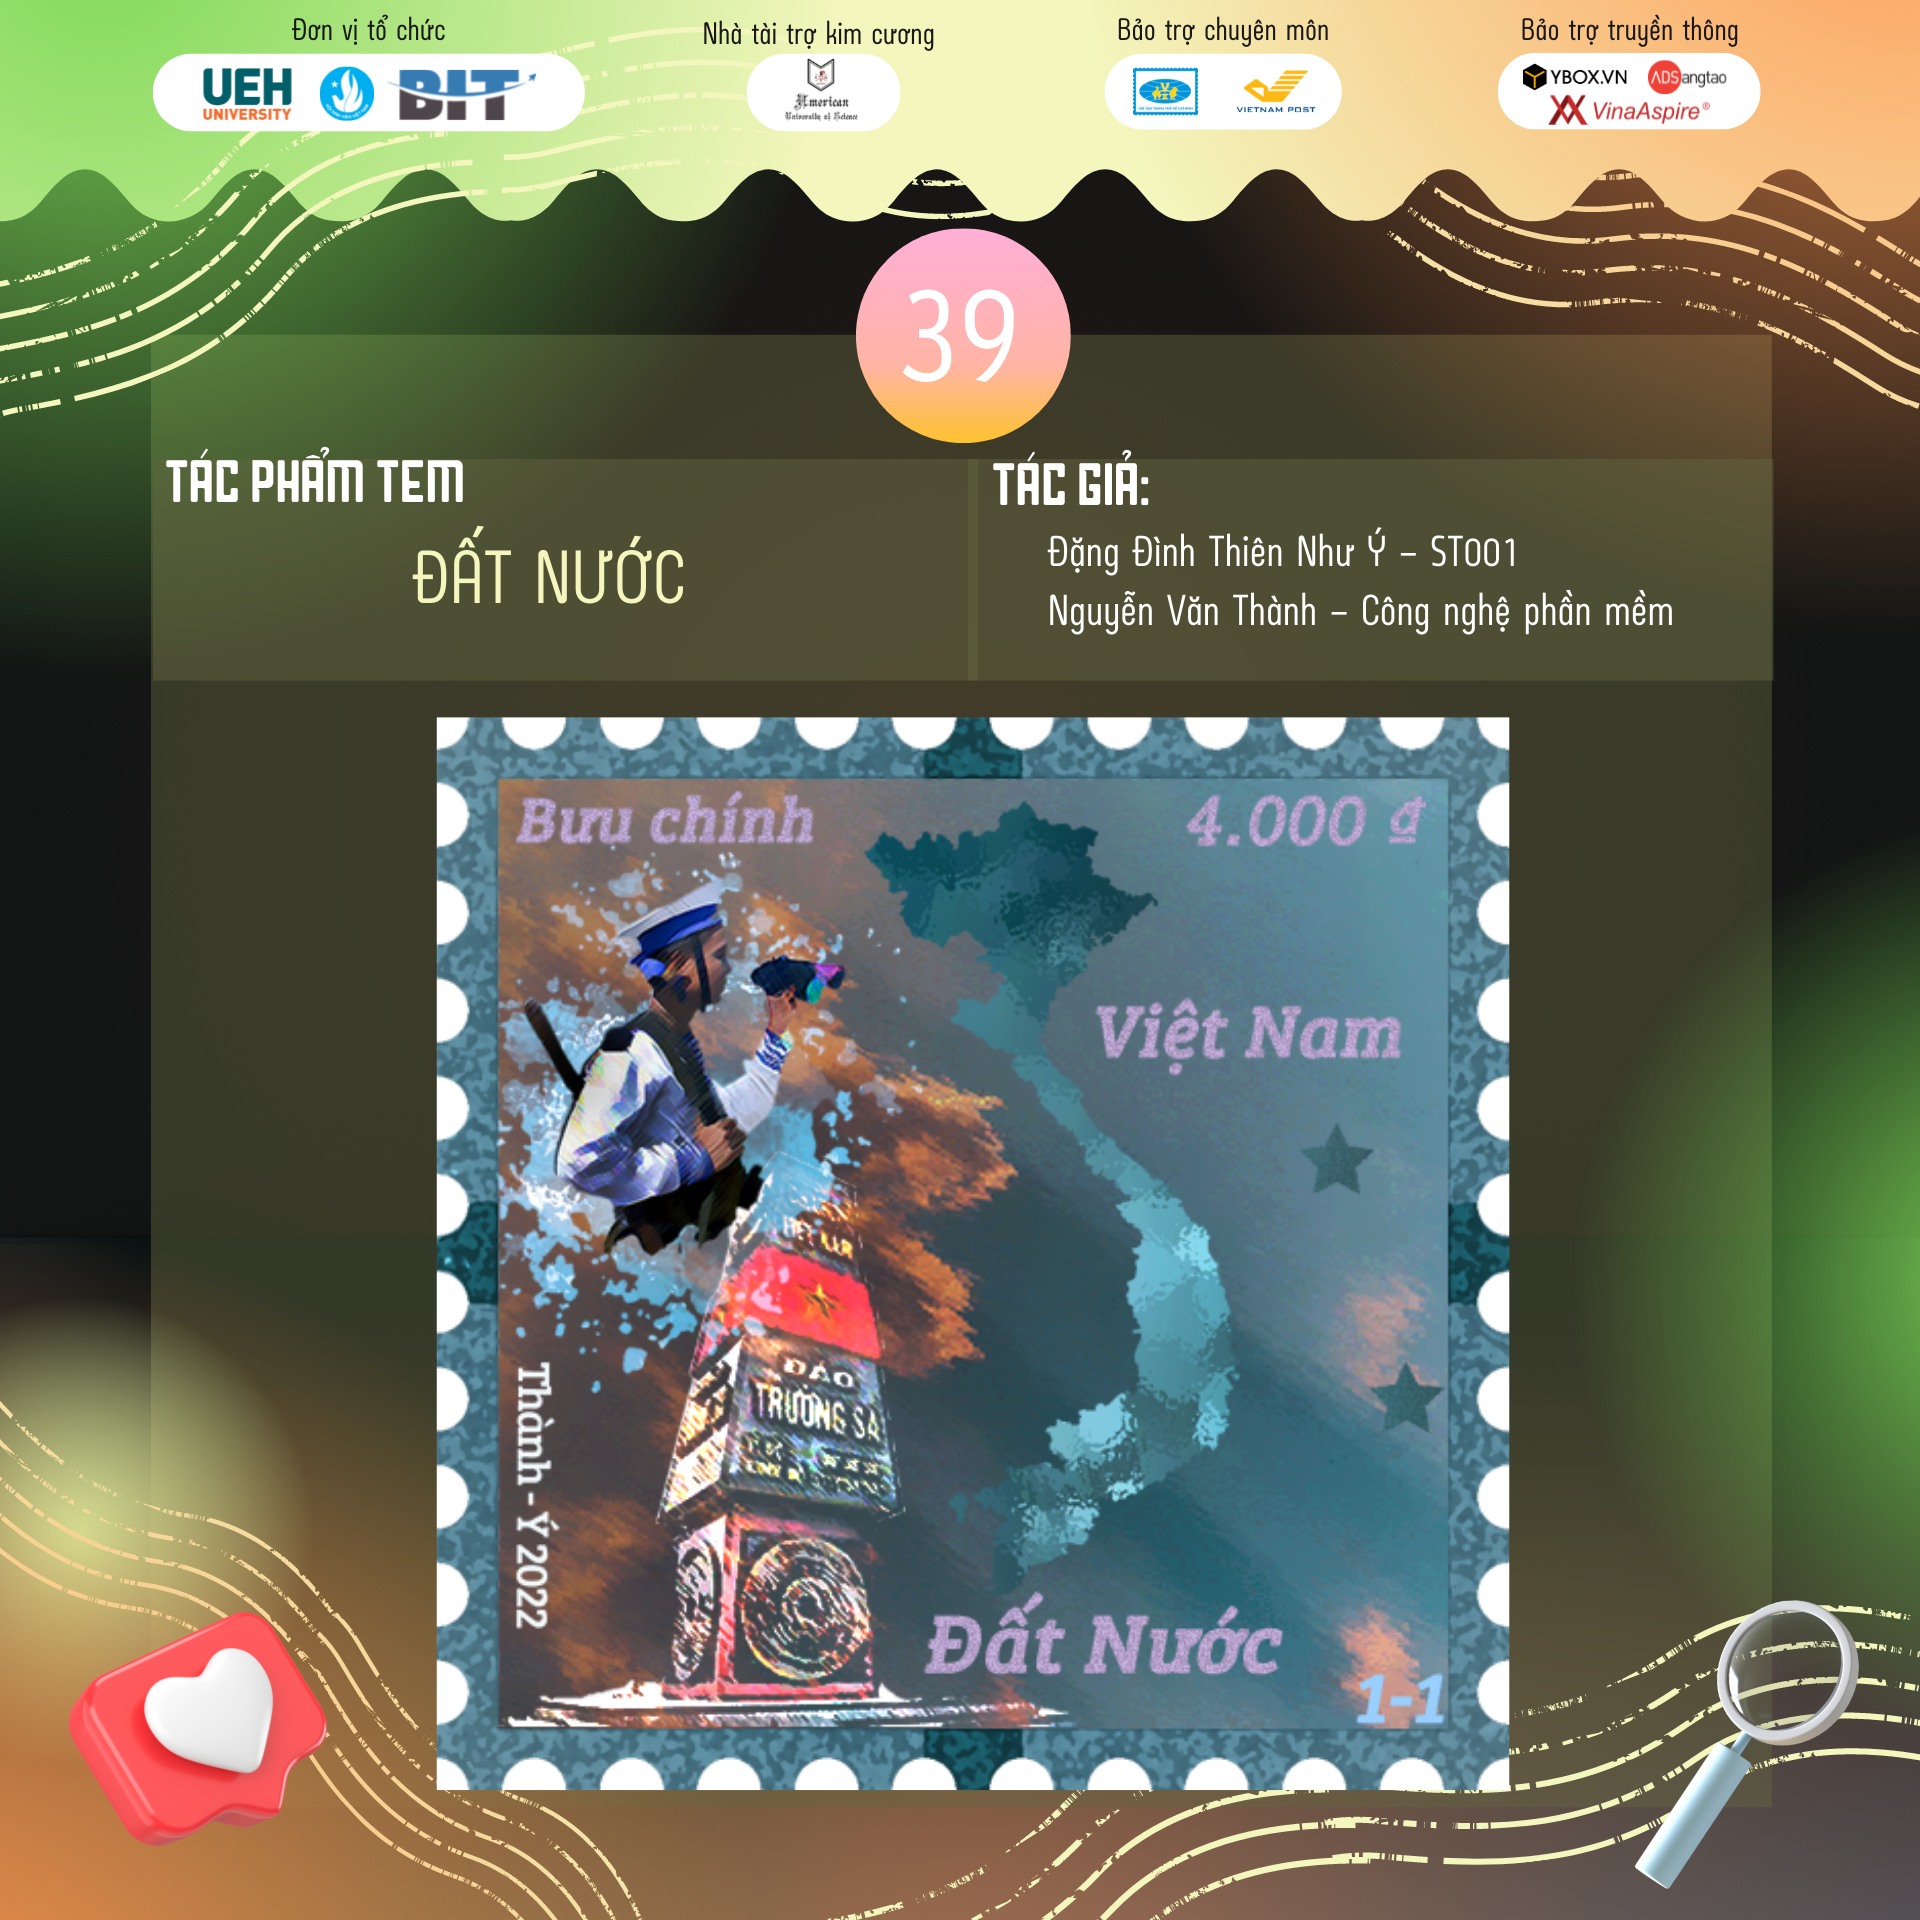 Đơn vị tổ chức
Nhà tài trợ kim cương
Bảo trợ chuyên môn
Bảo trợ truyền thông
UEH
UNIVERSITY
BIT
American
University of Science
VIETNAM POST
YBOX.VN
ADSangtao
VinaAspire®
39
TÁC PHẨM TEM
ĐẤT NƯỚC
TÁC GIẢ:
Đặng Đình Thiên Như Ý – ST001
Nguyễn Văn Thành – Công nghệ phần mềm
Bưu chính
4.000 đ
Việt Nam
ĐẢO
TRƯỜNG SA
Thành - Ý 2022
Đất Nước
1-1